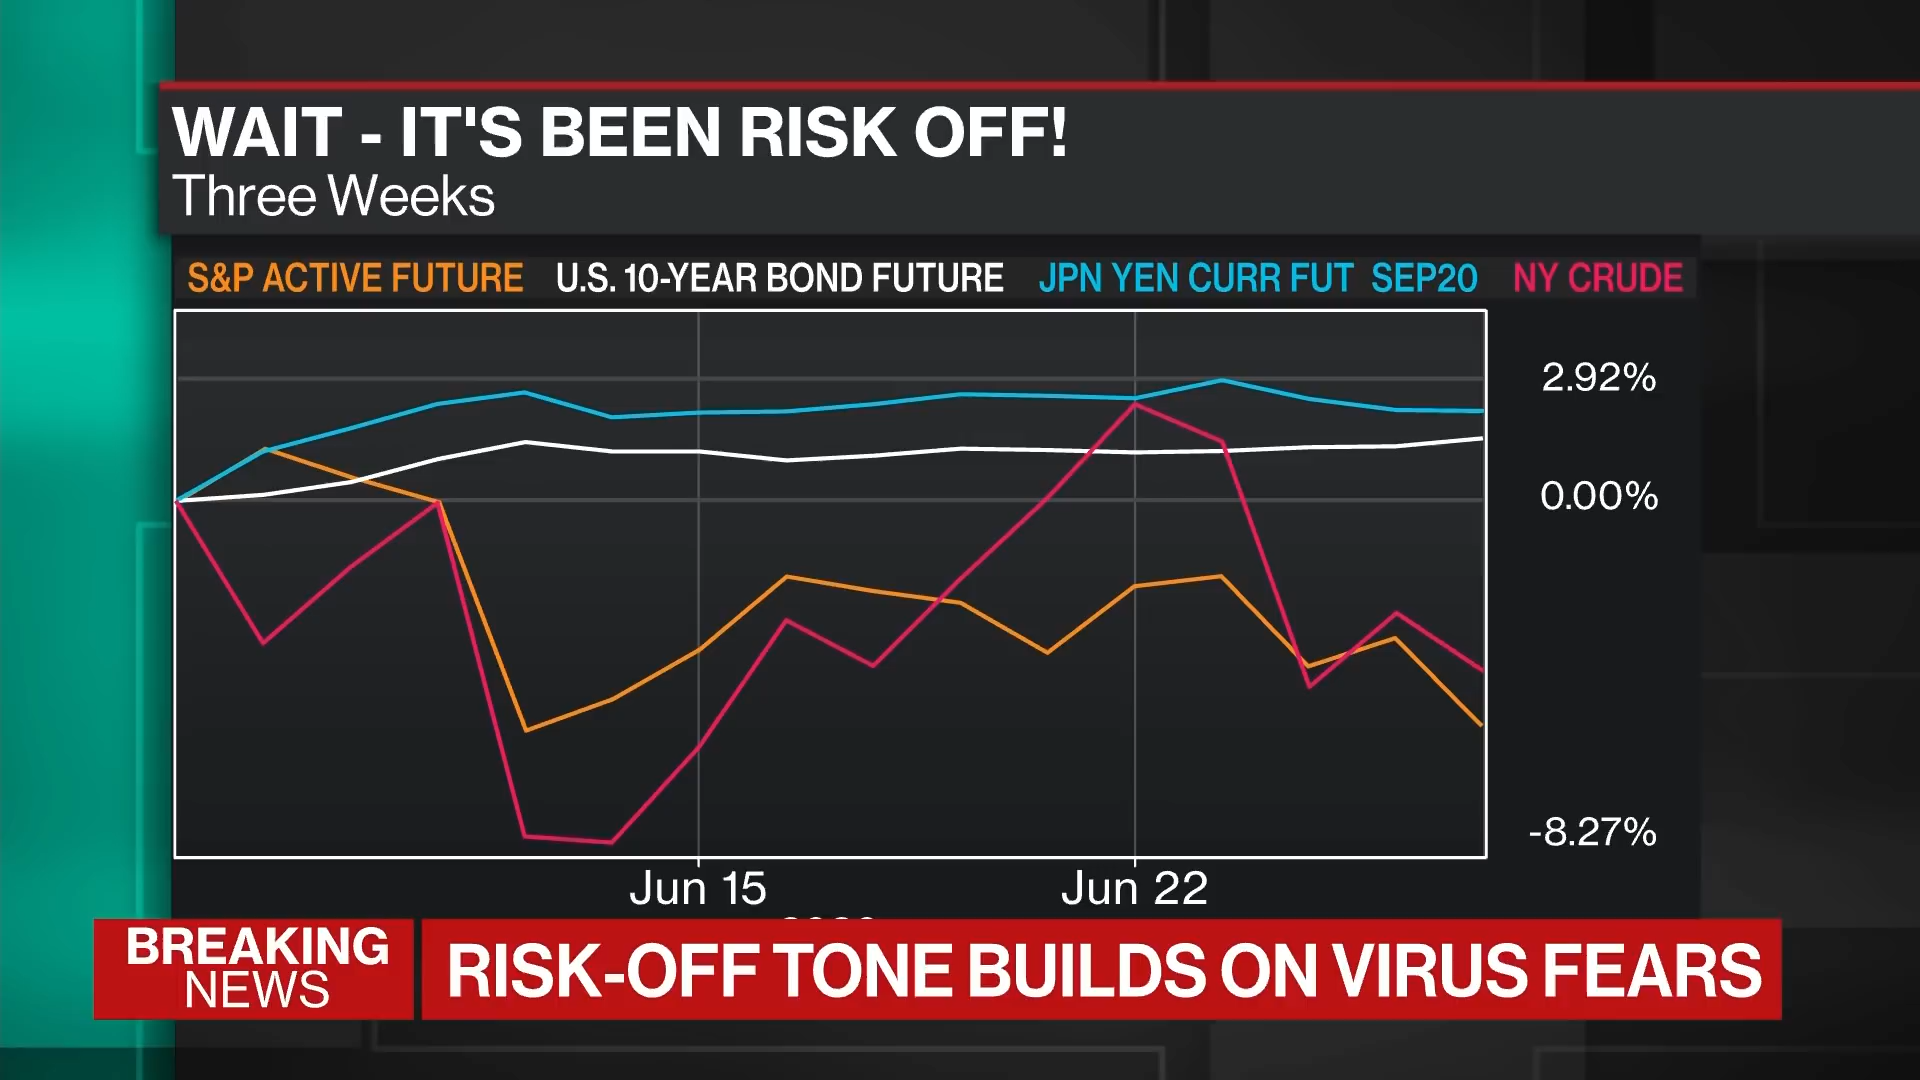 WAIT - IT'S BEEN RISK OFF!
Three Weeks
S&P ACTIVE FUTURE U.S. 10-YEAR BOND FUTURE JPN YEN CURR FUT SEP20 NY CRUDE
2.92%
0.00%
-8.27%
Jun 15 Jun 22
BREAKING NEWS
RISK-OFF TONE BUILDS ON VIRUS FEARS